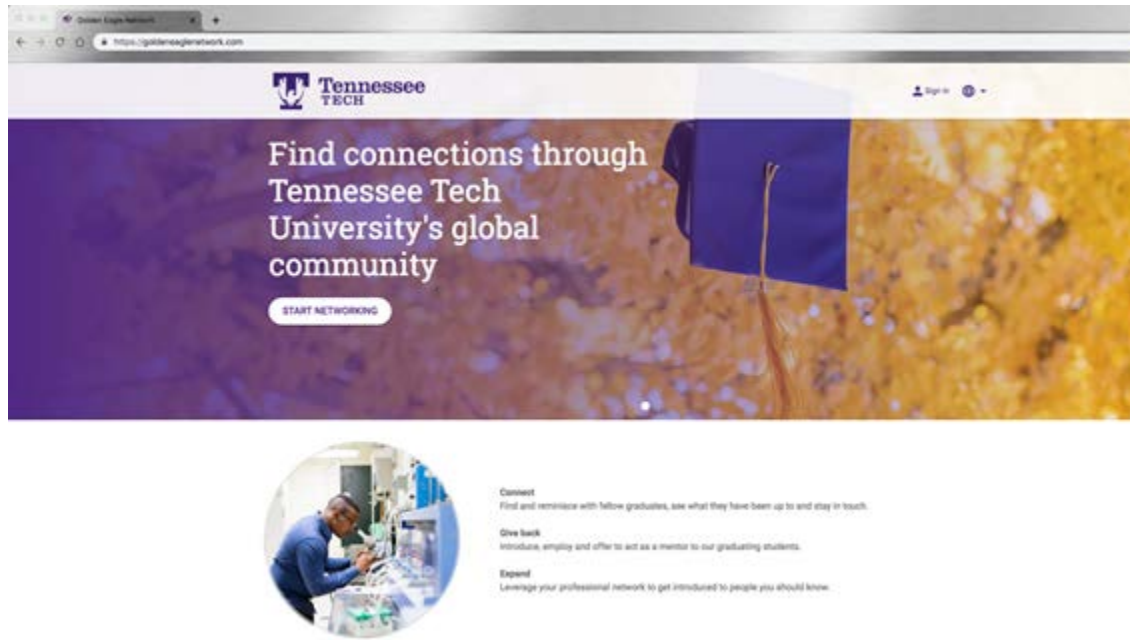 Golden Eagle Network
https://goldeneaglenetwork.com
Tennessee
TECH
Sign in
Find connections through
Tennessee Tech
University's global
community
START NETWORKING
Connect
Find and reminisce with fellow graduates, see what they have been up to and stay in touch.
Give back
Introduce, employ and offer to act as a mentor to our graduating students.
Expand
Leverage your professional network to get introduced to people you should know.